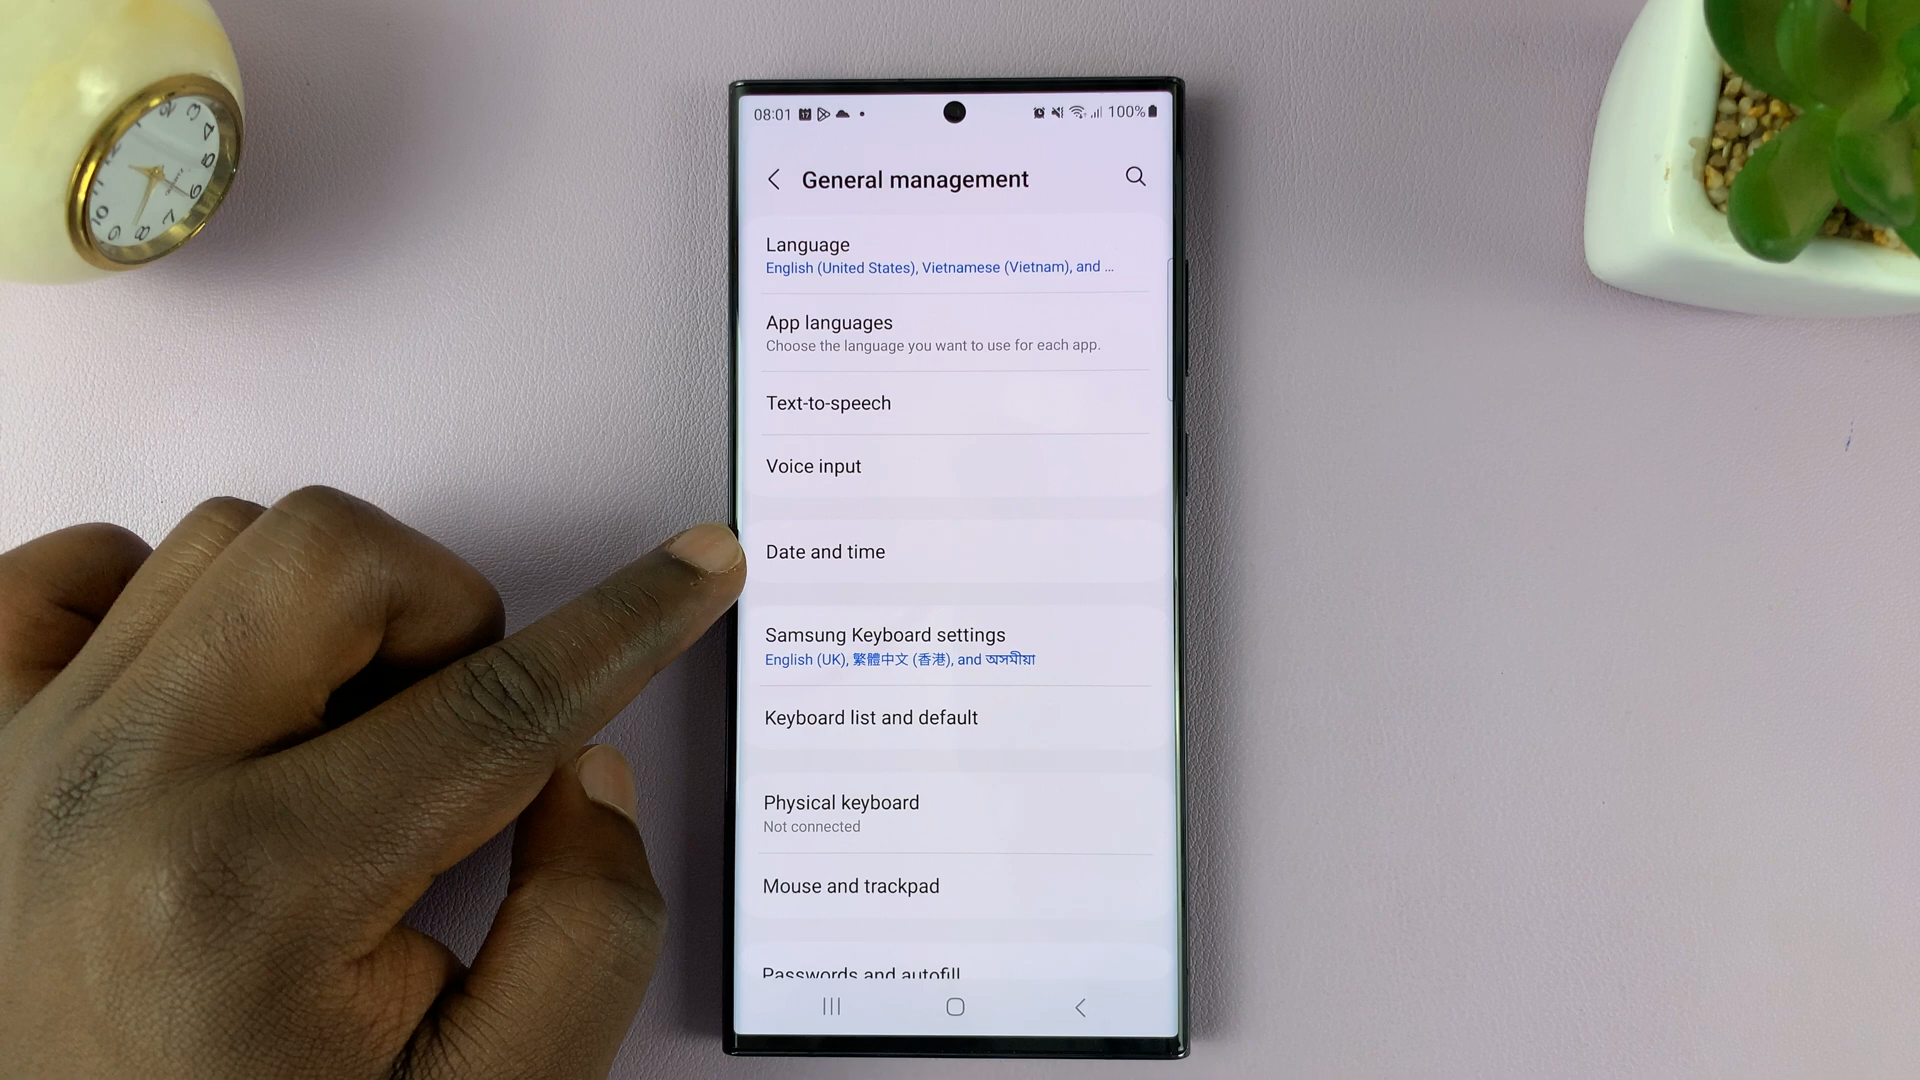 08:01
100%
General management
Language
English (United States), Vietnamese (Vietnam), and ...
App languages
Choose the language you want to use for each app.
Text-to-speech
Voice input
Date and time
Samsung Keyboard settings
English (UK), 繁體中文 (香港), and অসমীয়া
Keyboard list and default
Physical keyboard
Not connected
Mouse and trackpad
Passwords and autofill